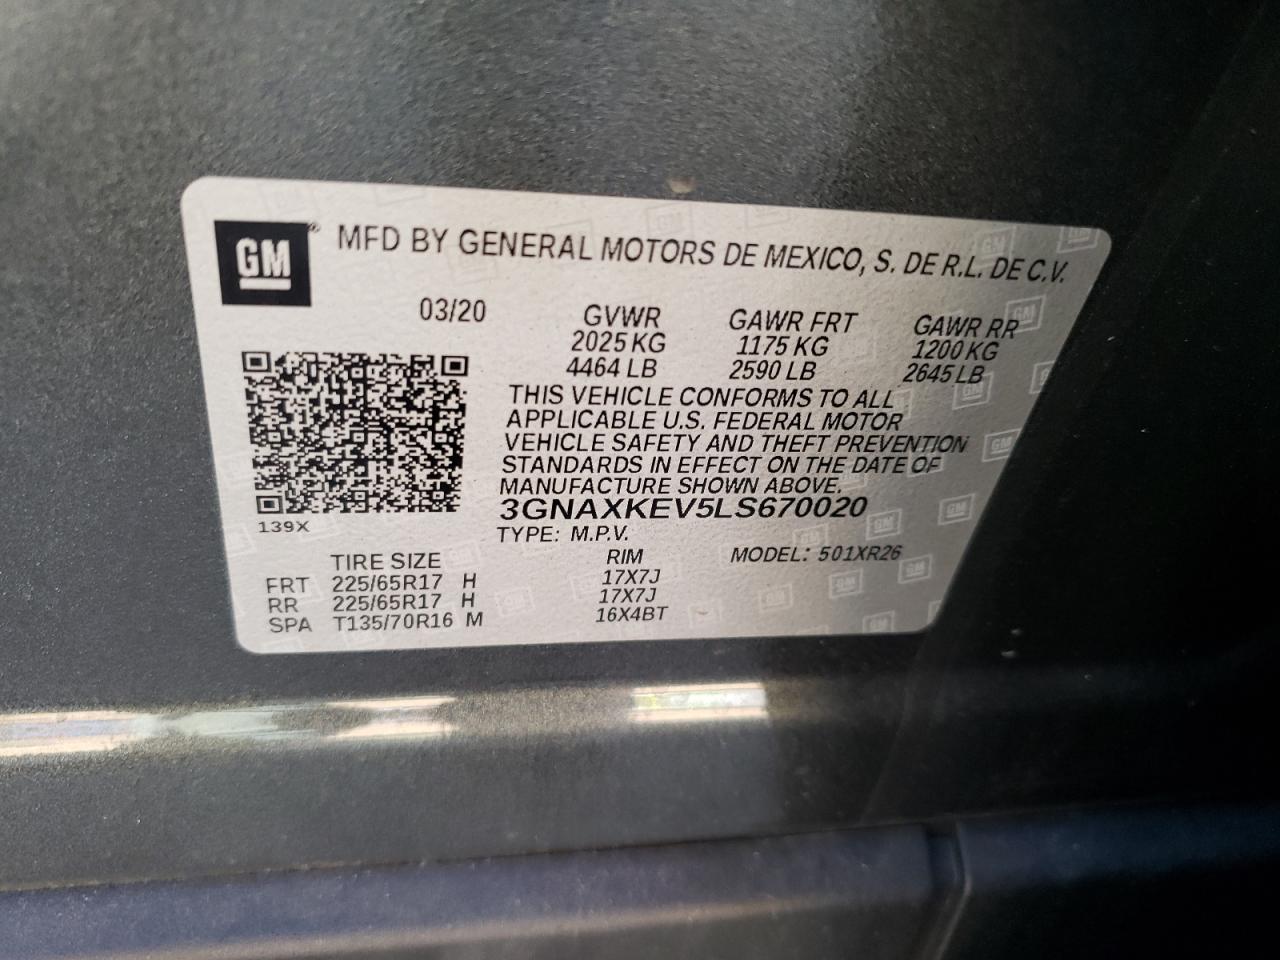 GM® MFD BY GENERAL MOTORS DE MEXICO, S. DE R.L. DE C.V.
03/20 GVWR GAWR FRT GAWR RR
2025 KG 1175 KG 1200 KG
4464 LB 2590 LB 2645 LB
THIS VEHICLE CONFORMS TO ALL
APPLICABLE U.S. FEDERAL MOTOR
VEHICLE SAFETY AND THEFT PREVENTION
STANDARDS IN EFFECT ON THE DATE OF
MANUFACTURE SHOWN ABOVE.
3GNAXKEV5LS670020
139X
TYPE: M.P.V.
MODEL: 501XR26
TIRE SIZE RIM
FRT 225/65R17 H 17X7J
RR 225/65R17 H 17X7J
SPA T135/70R16 M 16X4BT